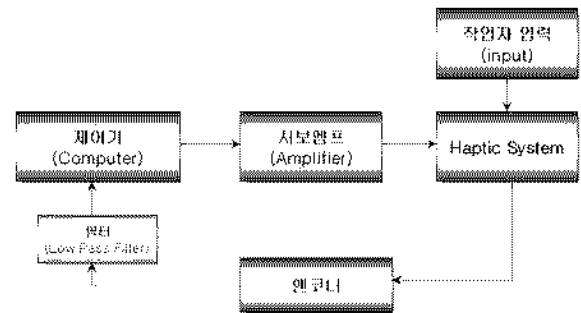 작업자 입력
(input)
제어기
(Computer)
서보앰프
(Amplifier)
Haptic System
필터
(Low Pass Filter)
엔코더